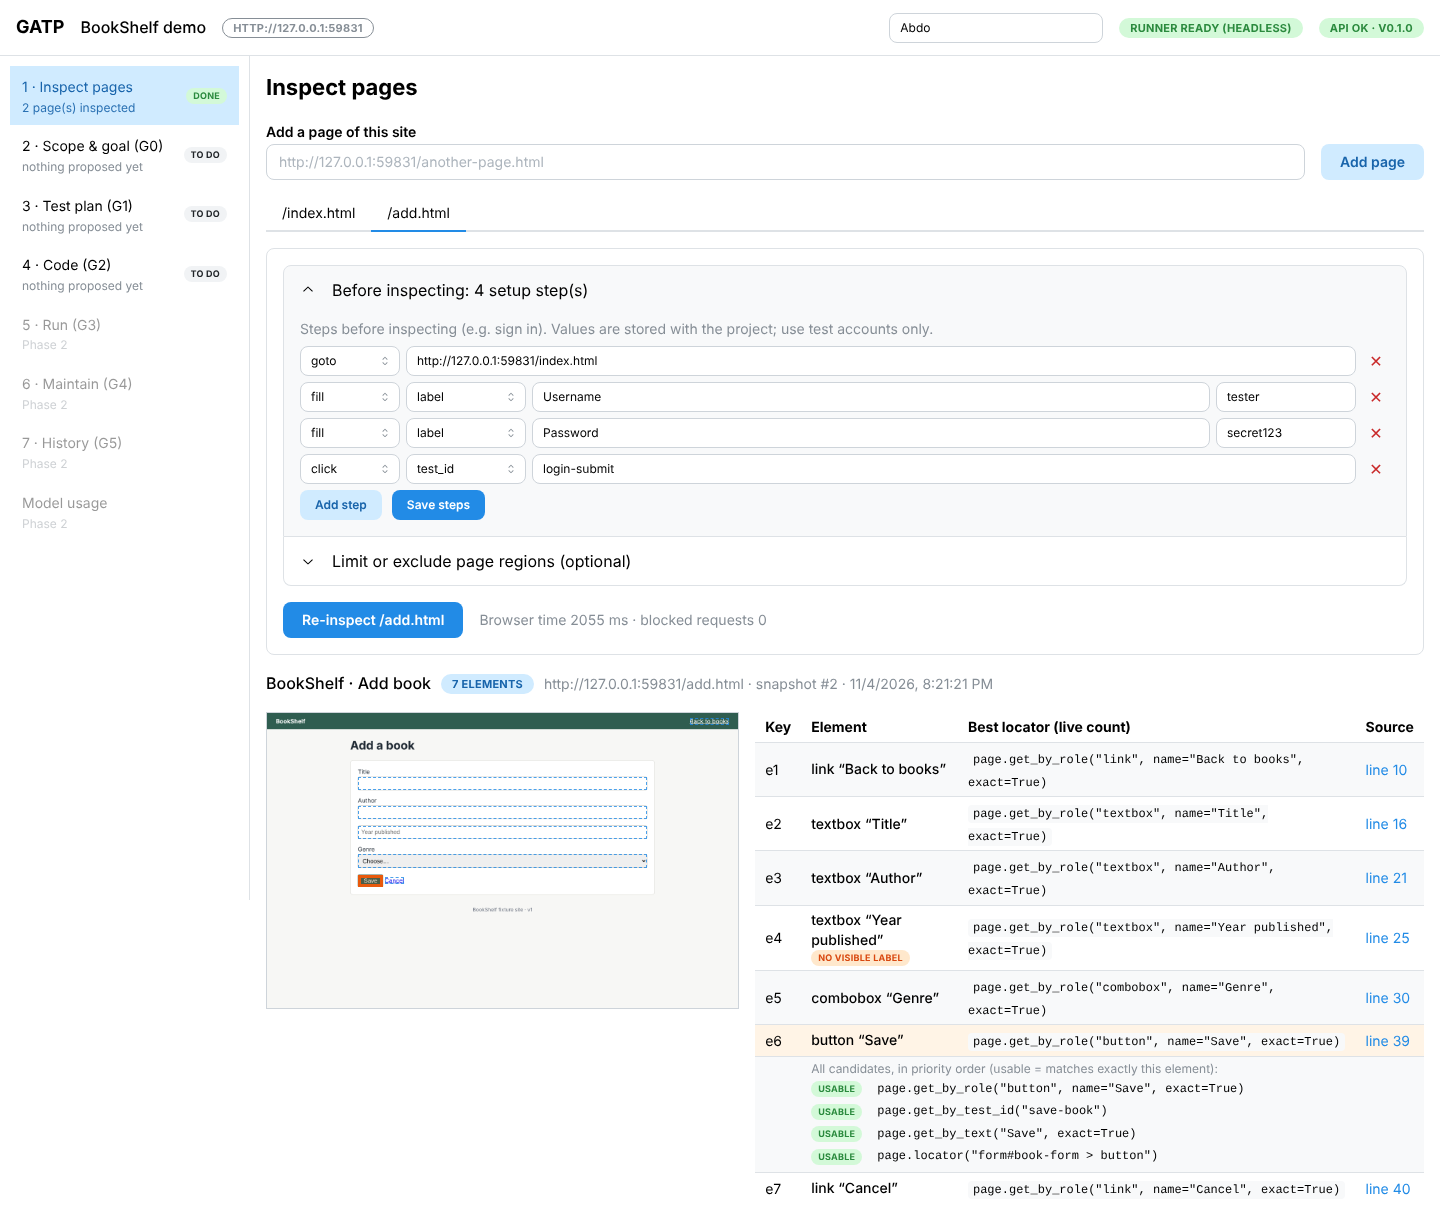 GATP BookShelf demo HTTP://127.0.0.1:59831 Abdo RUNNER READY (HEADLESS) API OK · V0.1.0
1 · Inspect pages
2 page(s) inspected
DONE
2 · Scope & goal (G0)
nothing proposed yet
TO DO
3 · Test plan (G1)
nothing proposed yet
TO DO
4 · Code (G2)
nothing proposed yet
TO DO
5 · Run (G3)
Phase 2
6 · Maintain (G4)
Phase 2
7 · History (G5)
Phase 2
Model usage
Phase 2
Inspect pages
Add a page of this site
http://127.0.0.1:59831/another-page.html Add page
/index.html /add.html
Before inspecting: 4 setup step(s)
Steps before inspecting (e.g. sign in). Values are stored with the project; use test accounts only.
goto http://127.0.0.1:59831/index.html
fill label Username tester
fill label Password secret123
click test_id login-submit
Add step Save steps
Limit or exclude page regions (optional)
Re-inspect /add.html Browser time 2055 ms · blocked requests 0
BookShelf · Add book 7 ELEMENTS http://127.0.0.1:59831/add.html · snapshot #2 · 11/4/2026, 8:21:21 PM
BookShelf Back to books
Add a book
Title
Author
Year published
Genre
Choose...
Save Cancel
BookShelf fixture site · v1
Key Element Best locator (live count) Source
e1 link “Back to books” page.get_by_role("link", name="Back to books",
exact=True) line 10
e2 textbox “Title” page.get_by_role("textbox", name="Title",
exact=True) line 16
e3 textbox “Author” page.get_by_role("textbox", name="Author",
exact=True) line 21
e4 textbox “Year
published”
NO VISIBLE LABEL
page.get_by_role("textbox", name="Year published",
exact=True) line 25
e5 combobox “Genre” page.get_by_role("combobox", name="Genre",
exact=True) line 30
e6 button “Save” page.get_by_role("button", name="Save", exact=True) line 39
All candidates, in priority order (usable = matches exactly this element):
USABLE page.get_by_role("button", name="Save", exact=True)
USABLE page.get_by_test_id("save-book")
USABLE page.get_by_text("Save", exact=True)
USABLE page.locator("form#book-form > button")
e7 link “Cancel” page.get_by_role("link", name="Cancel", exact=True) line 40